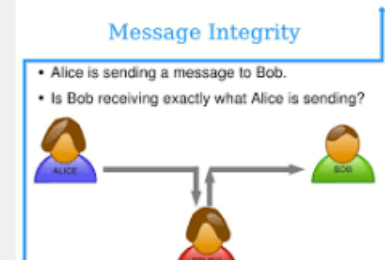 Message Integrity
• Alice is sending a message to Bob.
• Is Bob receiving exactly what Alice is sending?
ALICE
BOB